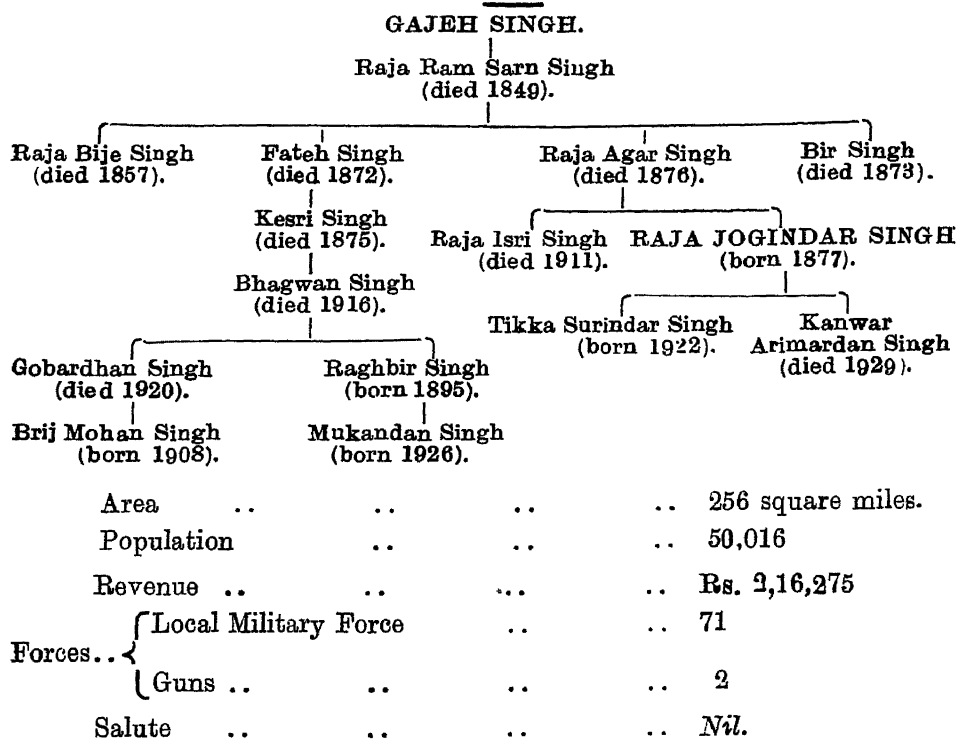 GAJEH SINGH.
Raja Ram Sarn Singh
(died 1849).
Raja Bije Singh Fateh Singh Raja Agar Singh Bir Singh
(died 1857). (died 1872). (died 1876). (died 1873).
Kesri Singh
(died 1875).
Raja Isri Singh RAJA JOGINDAR SINGH
(died 1911). (born 1877).
Bhagwan Singh
(died 1916).
Tikka Surindar Singh Kanwar
(born 1922). Arimardan Singh
(died 1929).
Gobardhan Singh Raghbir Singh
(died 1920). (born 1895).
Brij Mohan Singh Mukandan Singh
(born 1908). (born 1926).
Area .. .. .. .. 256 square miles.
Population .. .. .. 50,016
Revenue .. .. ... .. Rs. 2,16,275
Forces.. { Local Military Force .. .. 71
Guns .. .. .. .. 2
Salute .. .. .. .. Nil.